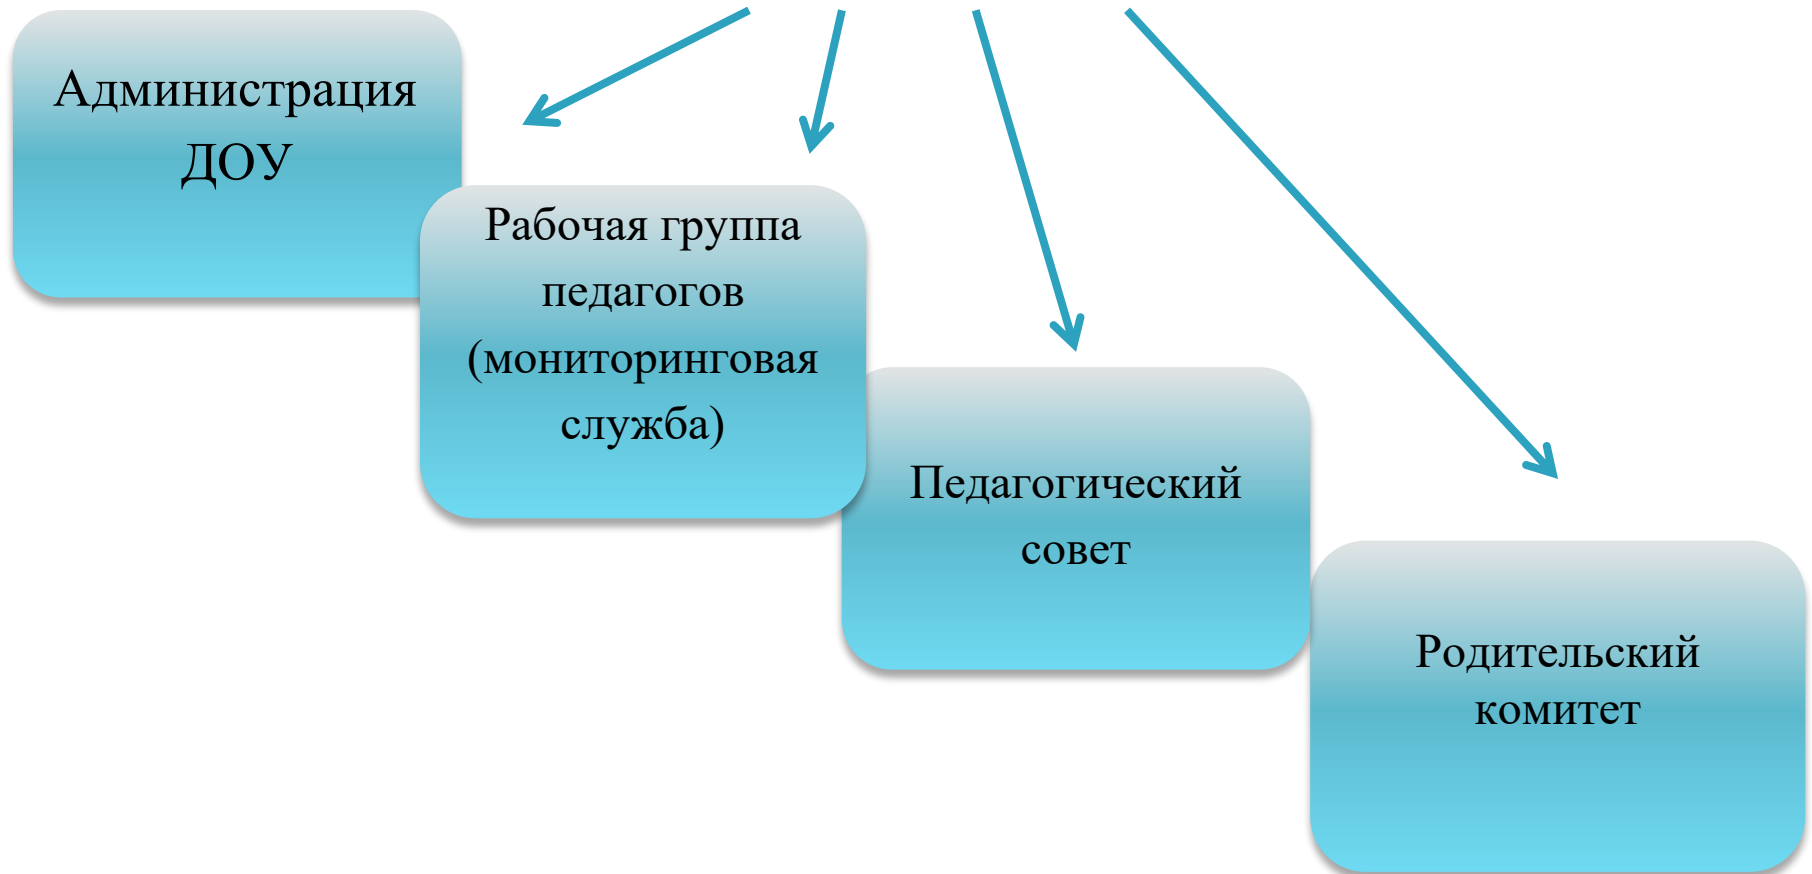 Администрация
ДОУ
Рабочая группа
педагогов
(мониторинговая
служба)
Педагогический
совет
Родительский
комитет